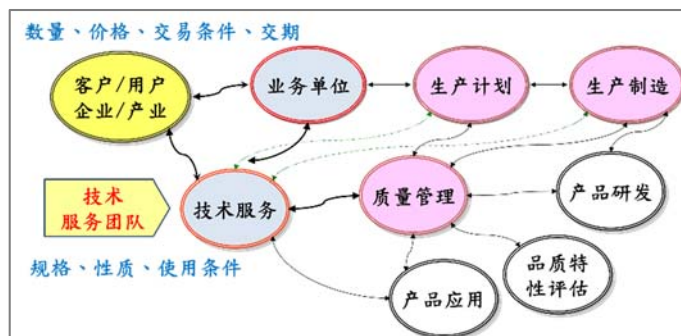 数量、价格、交易条件、交期
客户/用户
企业/产业
业务单位
生产计划
生产制造
技术
服务团队
技术服务
质量管理
产品研发
规格、性质、使用条件
产品应用
品质特
性评估